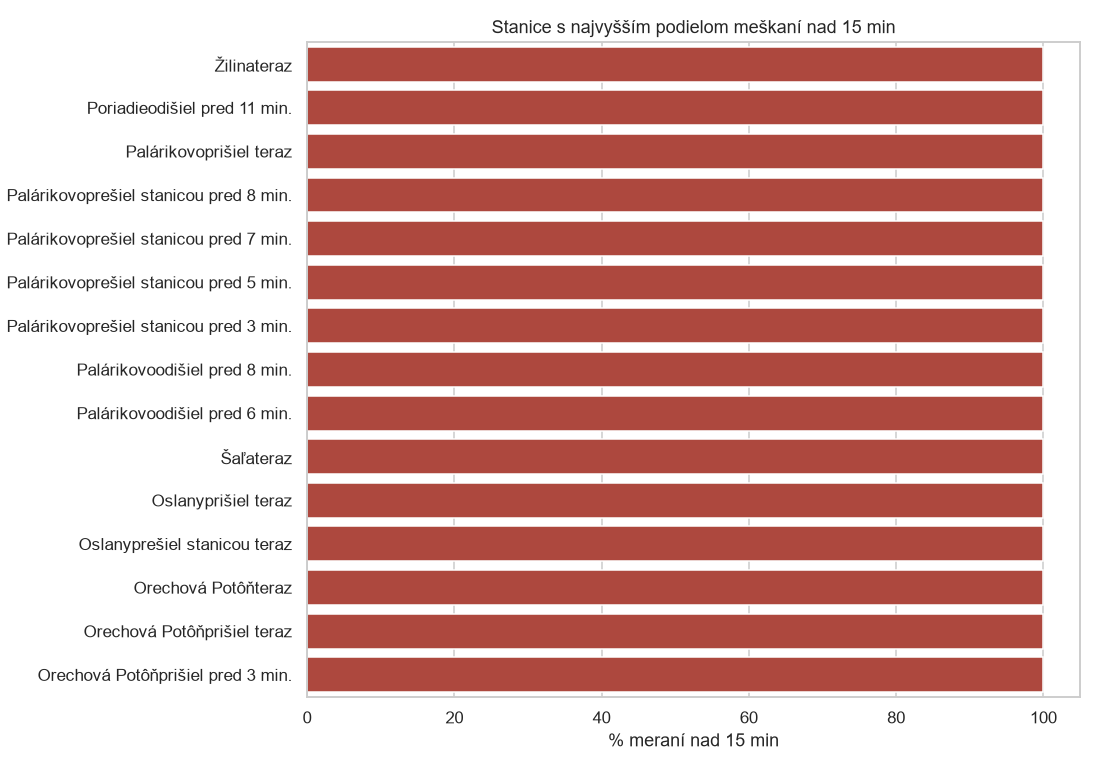 Stanice s najvyšším podielom meškaní nad 15 min
Žilinateraz
Poriadieodišiel pred 11 min.
Palárikovoprišiel teraz
Palárikovoprešiel stanicou pred 8 min.
Palárikovoprešiel stanicou pred 7 min.
Palárikovoprešiel stanicou pred 5 min.
Palárikovoprešiel stanicou pred 3 min.
Palárikovoodišiel pred 8 min.
Palárikovoodišiel pred 6 min.
Šaľateraz
Oslanyprišiel teraz
Oslanyprešiel stanicou teraz
Orechová Potôňteraz
Orechová Potôňprišiel teraz
Orechová Potôňprišiel pred 3 min.
0 20 40 60 80 100
% meraní nad 15 min